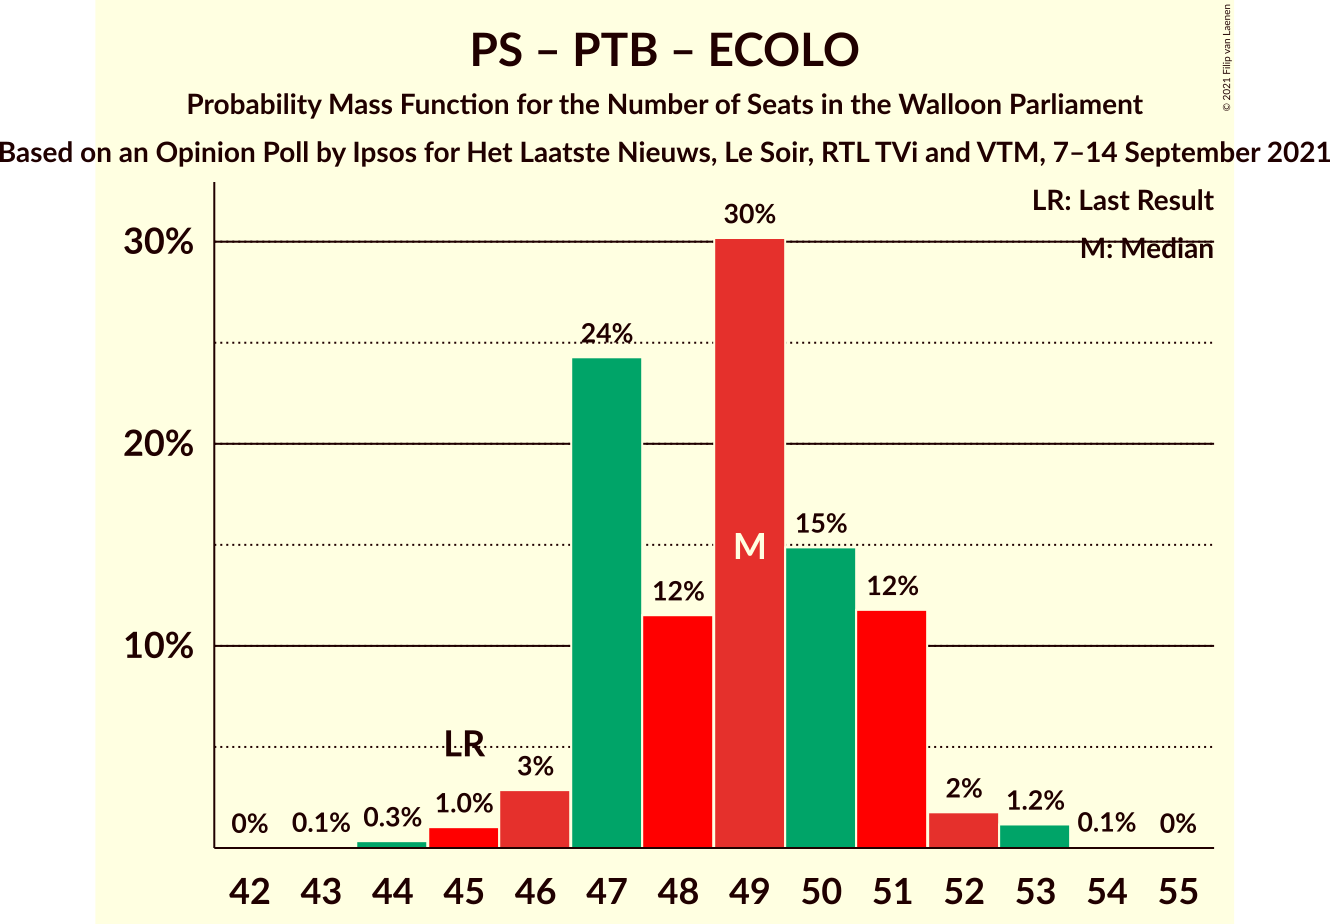 PS – PTB – ECOLO
Probability Mass Function for the Number of Seats in the Walloon Parliament
Based on an Opinion Poll by Ipsos for Het Laatste Nieuws, Le Soir, RTL TVi and VTM, 7–14 September 2021
© 2021 Filip van Laenen
LR: Last Result
M: Median
30%
20%
10%
0%
0.1%
0.3%
1.0%
LR
3%
24%
12%
30%
M
15%
12%
2%
1.2%
0.1%
0%
42 43 44 45 46 47 48 49 50 51 52 53 54 55